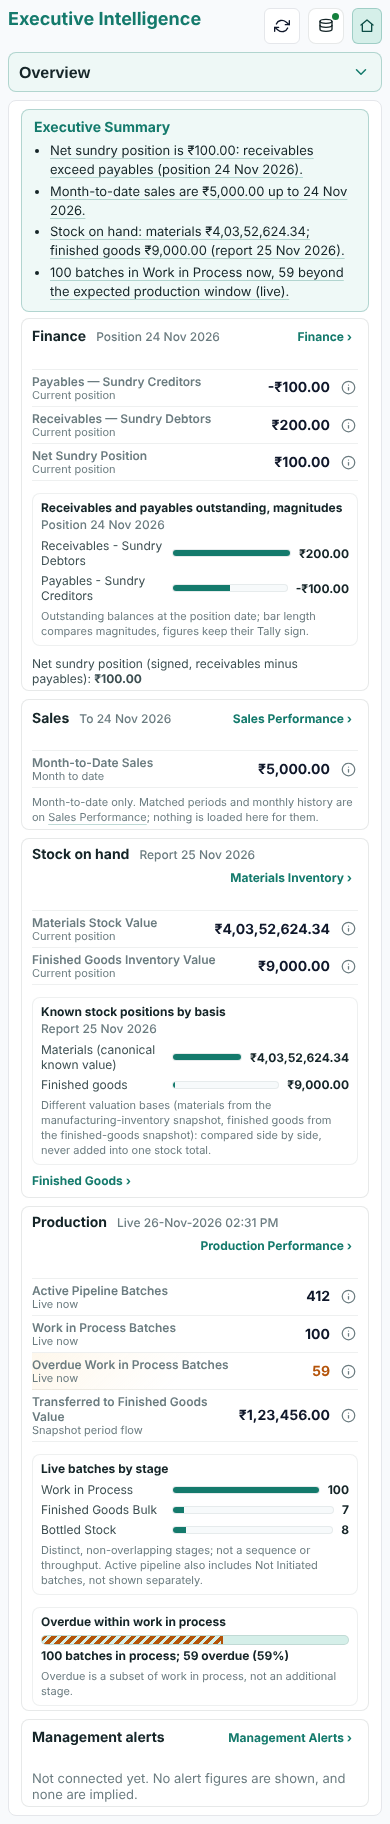 Executive Intelligence
Overview
Executive Summary
• Net sundry position is ₹100.00: receivables
exceed payables (position 24 Nov 2026).
• Month-to-date sales are ₹5,000.00 up to 24 Nov
2026.
• Stock on hand: materials ₹4,03,52,624.34;
finished goods ₹9,000.00 (report 25 Nov 2026).
• 100 batches in Work in Process now, 59 beyond
the expected production window (live).
Finance Position 24 Nov 2026 Finance ›
Payables — Sundry Creditors -₹100.00
Current position
Receivables — Sundry Debtors ₹200.00
Current position
Net Sundry Position ₹100.00
Current position
Receivables and payables outstanding, magnitudes
Position 24 Nov 2026
Receivables - Sundry
Debtors ₹200.00
Payables - Sundry
Creditors -₹100.00
Outstanding balances at the position date; bar length
compares magnitudes, figures keep their Tally sign.
Net sundry position (signed, receivables minus
payables): ₹100.00
Sales To 24 Nov 2026 Sales Performance ›
Month-to-Date Sales ₹5,000.00
Month to date
Month-to-date only. Matched periods and monthly history are
on Sales Performance; nothing is loaded here for them.
Stock on hand Report 25 Nov 2026
Materials Inventory ›
Materials Stock Value ₹4,03,52,624.34
Current position
Finished Goods Inventory Value ₹9,000.00
Current position
Known stock positions by basis
Report 25 Nov 2026
Materials (canonical
known value) ₹4,03,52,624.34
Finished goods ₹9,000.00
Different valuation bases (materials from the
manufacturing-inventory snapshot, finished goods from
the finished-goods snapshot): compared side by side,
never added into one stock total.
Finished Goods ›
Production Live 26-Nov-2026 02:31 PM
Production Performance ›
Active Pipeline Batches 412
Live now
Work in Process Batches 100
Live now
Overdue Work in Process Batches 59
Live now
Transferred to Finished Goods
Value ₹1,23,456.00
Snapshot period flow
Live batches by stage
Work in Process 100
Finished Goods Bulk 7
Bottled Stock 8
Distinct, non-overlapping stages; not a sequence or
throughput. Active pipeline also includes Not Initiated
batches, not shown separately.
Overdue within work in process
100 batches in process; 59 overdue (59%)
Overdue is a subset of work in process, not an additional
stage.
Management alerts Management Alerts ›
Not connected yet. No alert figures are shown, and
none are implied.